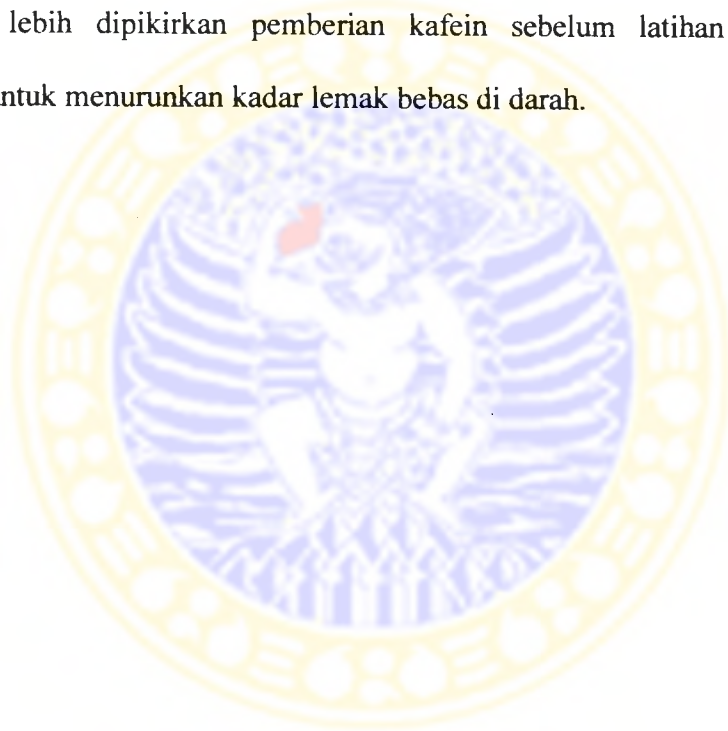 lebih dipikirkan pemberian kafein sebelum latihan
ntuk menurunkan kadar lemak bebas di darah.